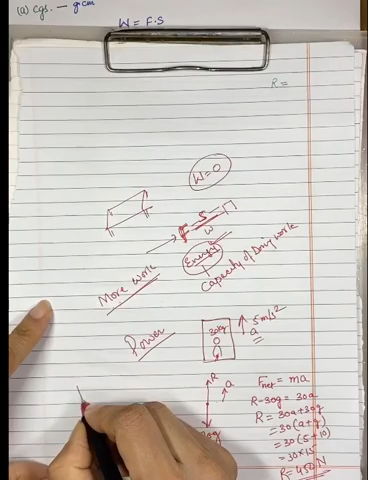 (a) Cgs. — gcm
W = F.S
R =
W=0
F S
W
Energy
Capacity of Doing work
More work
Power
30kg
5m/s²
a
R
a
Fnet = ma
R-30g = 30a
R = 30a+30g
= 30(a+g)
= 30(5+10)
= 30×15
R = 450N